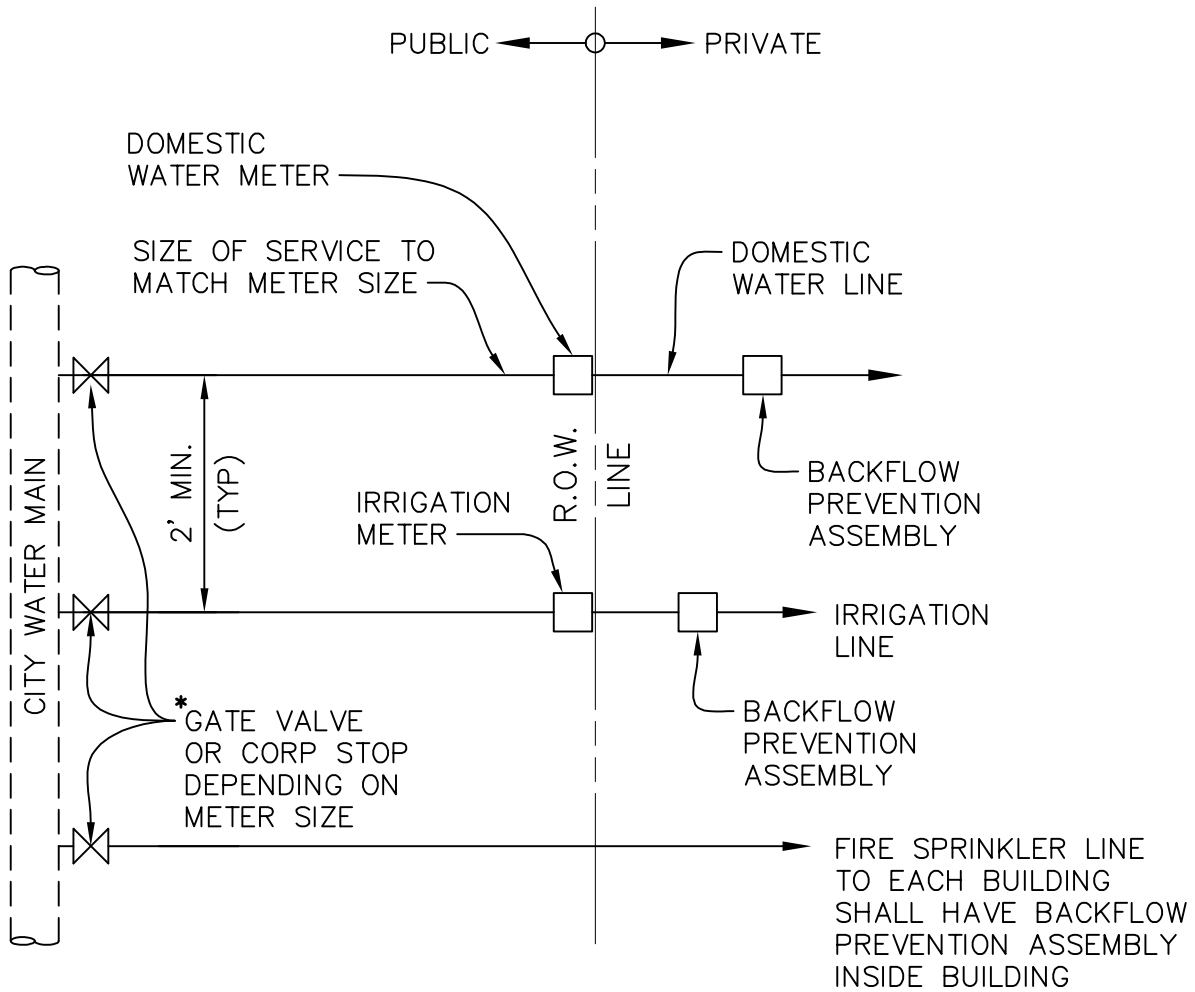 PUBLIC
PRIVATE
DOMESTIC
WATER METER
SIZE OF SERVICE TO
MATCH METER SIZE
DOMESTIC
WATER LINE
CITY WATER MAIN
2' MIN.
(TYP)
R.O.W.
LINE
BACKFLOW
PREVENTION
ASSEMBLY
IRRIGATION
METER
IRRIGATION
LINE
*GATE VALVE
OR CORP STOP
DEPENDING ON
METER SIZE
BACKFLOW
PREVENTION
ASSEMBLY
FIRE SPRINKLER LINE
TO EACH BUILDING
SHALL HAVE BACKFLOW
PREVENTION ASSEMBLY
INSIDE BUILDING